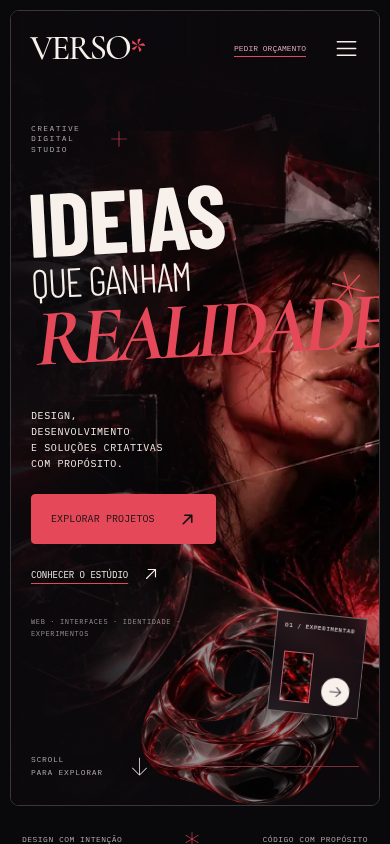 VERSO*
PEDIR ORÇAMENTO
CREATIVE
DIGITAL
STUDIO
IDEIAS
QUE GANHAM
REALIDADE
DESIGN,
DESENVOLVIMENTO
E SOLUÇÕES CRIATIVAS
COM PROPÓSITO.
EXPLORAR PROJETOS
CONHECER O ESTÚDIO
WEB · INTERFACES · IDENTIDADE
EXPERIMENTOS
01 / EXPERIMENTAR
SCROLL
PARA EXPLORAR
DESIGN COM INTENÇÃO
CÓDIGO COM PROPÓSITO